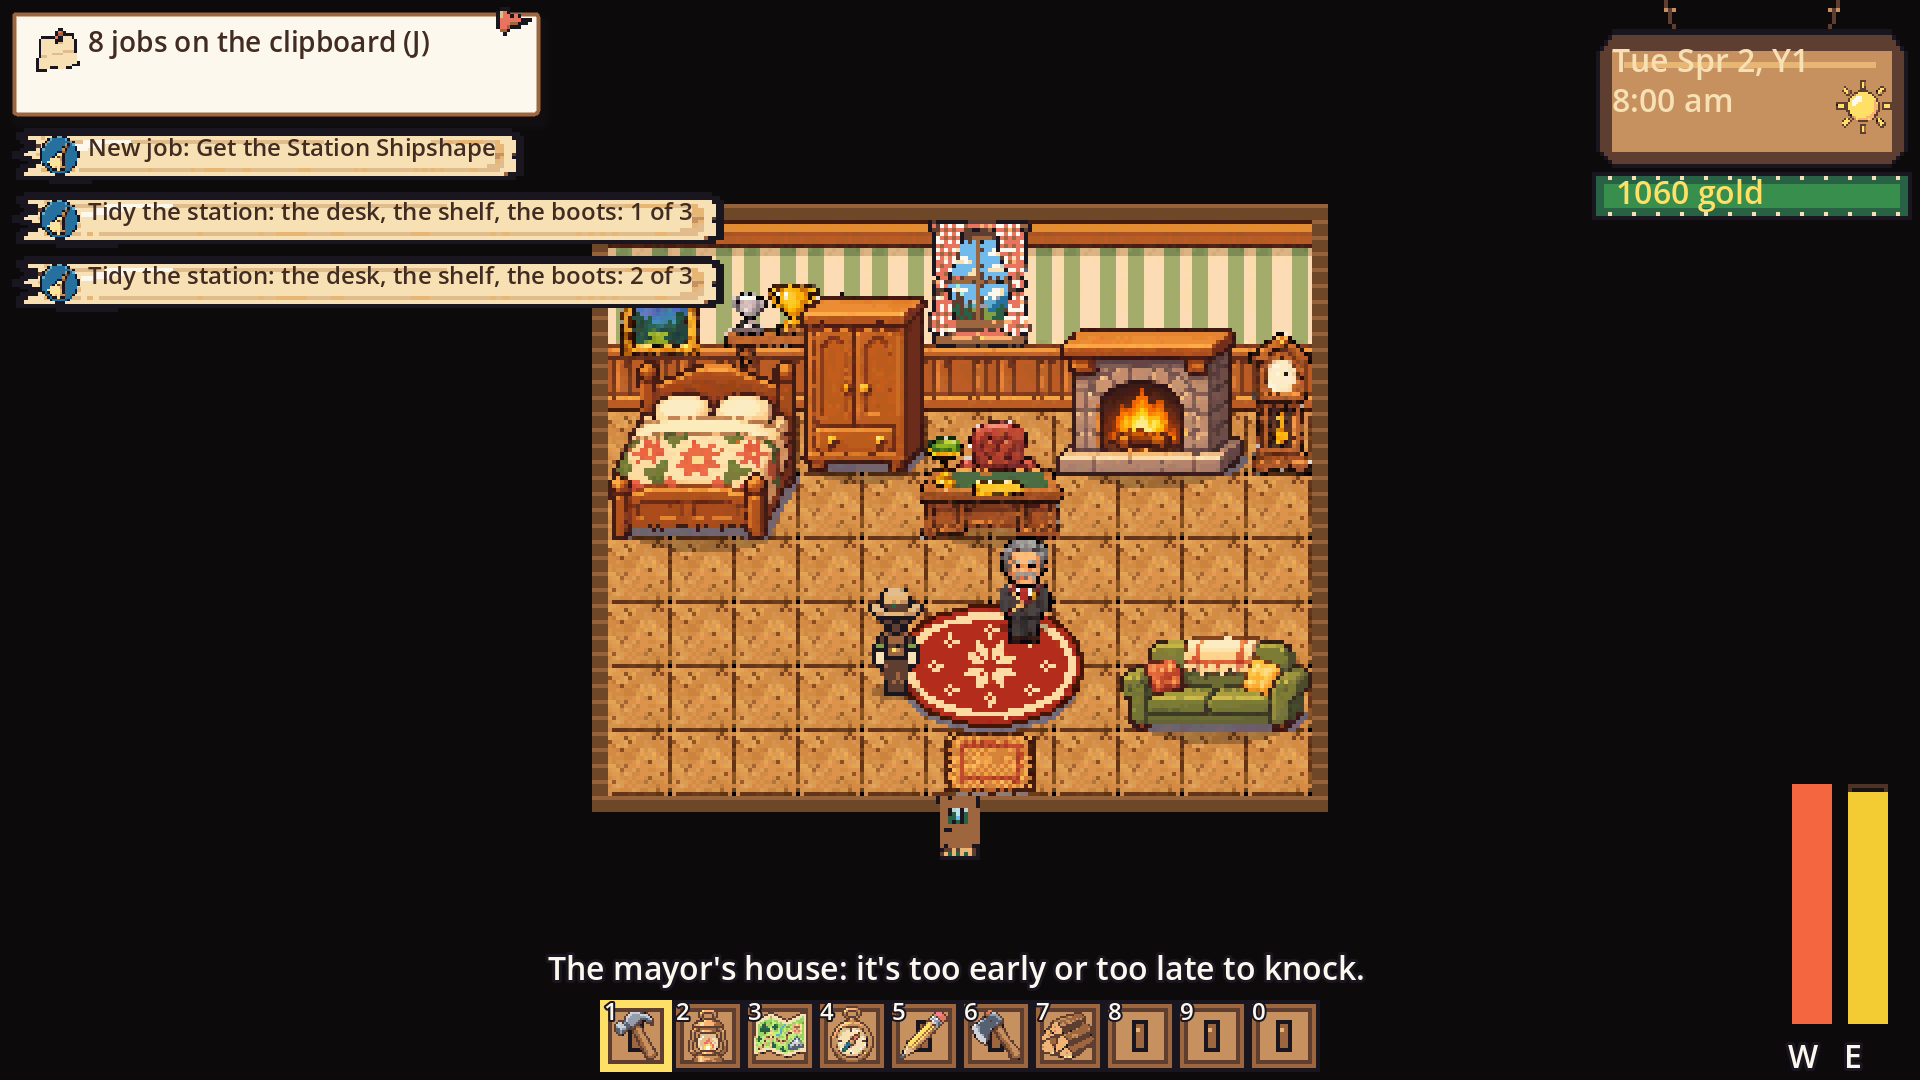 8 jobs on the clipboard (J)
Tue Spr 2, Y1
8:00 am
1060 gold
New job: Get the Station Shipshape
Tidy the station: the desk, the shelf, the boots: 1 of 3
Tidy the station: the desk, the shelf, the boots: 2 of 3
The mayor's house: it's too early or too late to knock.
1 2 3 4 5 6 7 8 9 0
W E